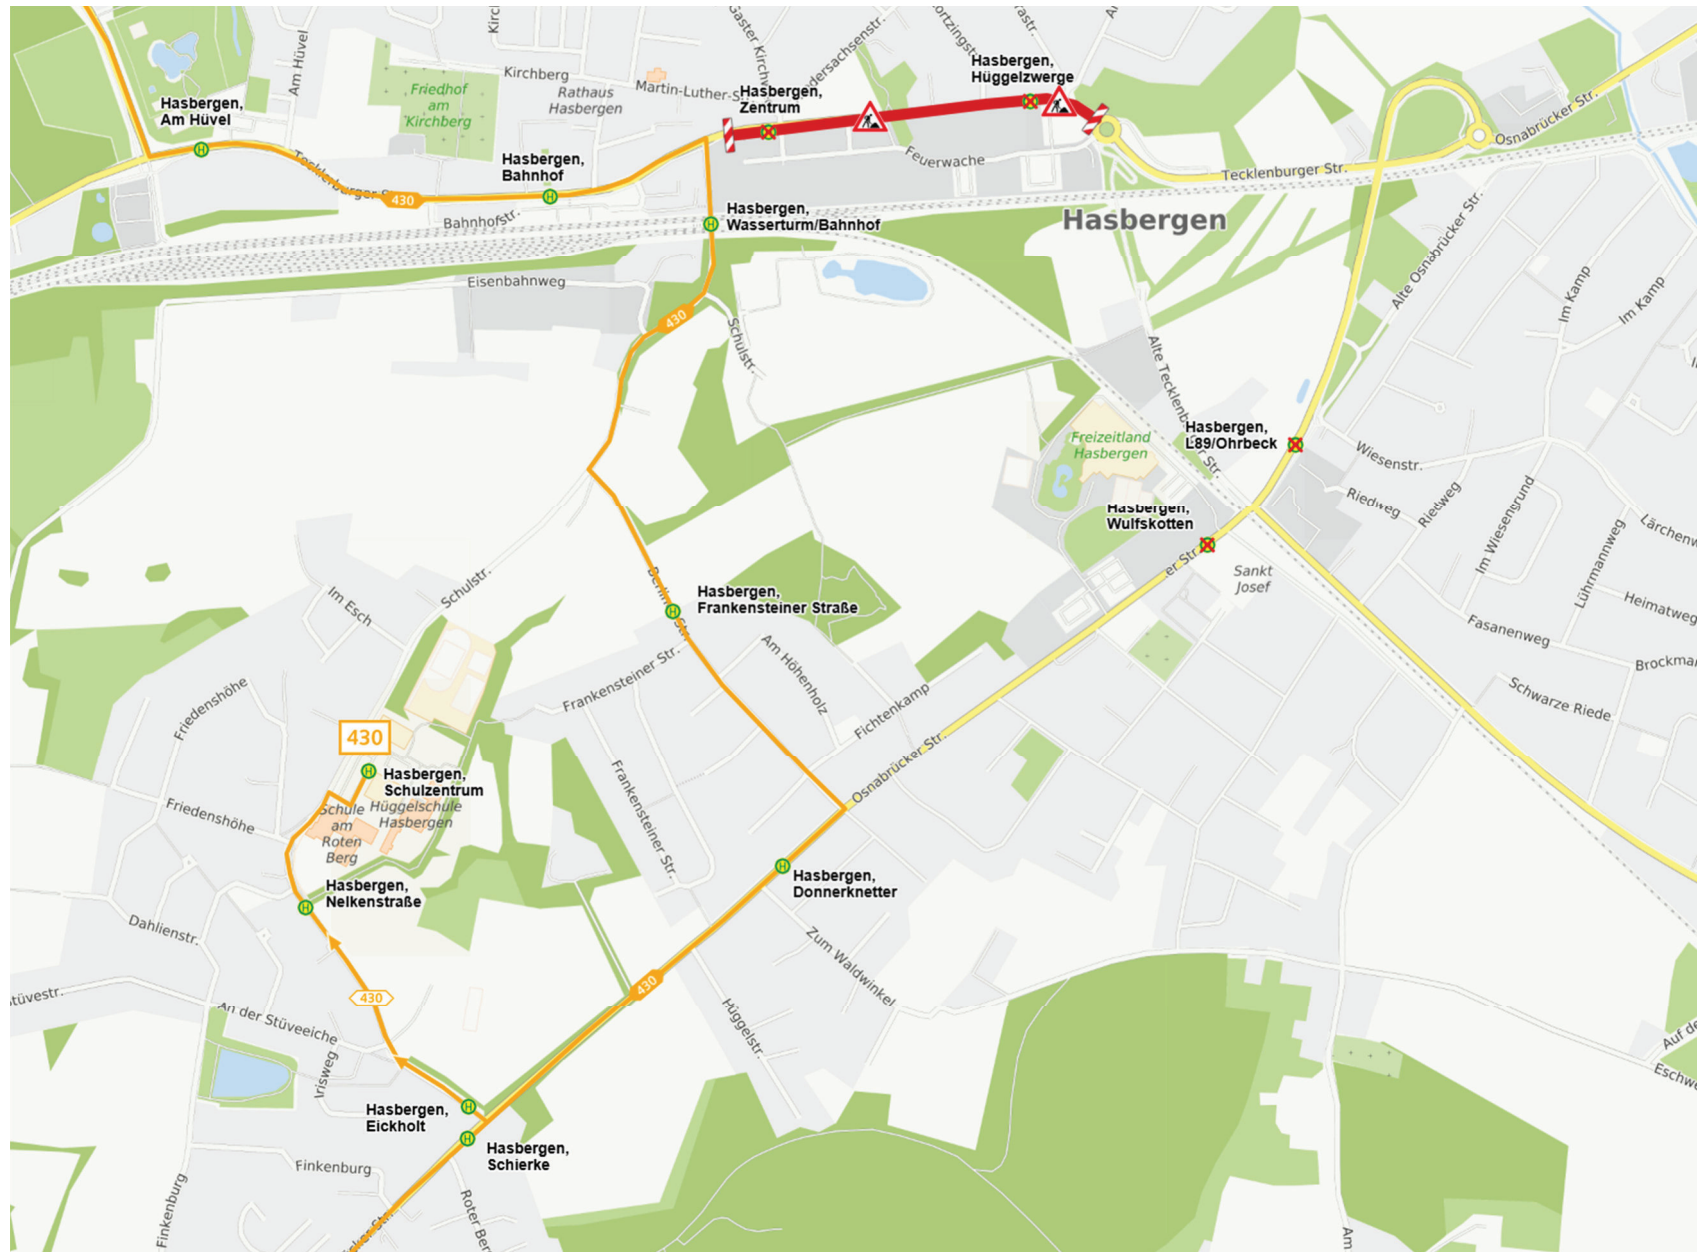 Am Hüvel
Kirchberg
Rathaus
Hasbergen
Friedhof
am
Kirchberg
Hasbergen,
Am Hüvel
Hasbergen,
Zentrum
Hasbergen,
Hüggelzwerge
Hasbergen,
Bahnhof
430
Bahnhofstr.
Feuerwache
Tecklenburger Str.
Osnabrücker Str.
Hasbergen,
Wasserturm/Bahnhof
Hasbergen
Eisenbahnweg
430
Schulstr.
Alte Osnabrücker Str.
Im Kamp
Im Kamp
Alte Tecklenburger Str.
Freizeitland
Hasbergen
Hasbergen,
L89/Ohrbeck
Wiesenstr.
Riedweg
Riedweg
Im Wiesengrund
Lührmannweg
Hasbergen,
Wulfskotten
Sankt
Josef
Heimatweg
Fasanenweg
Schwarze Riede
Schulstr.
Im Esch
Hasbergen,
Frankensteiner Straße
Frankensteiner Str.
Am Höhenholz
Fichtenkamp
Osnabrücker Str.
Friedenshöhe
430
Hasbergen,
Schulzentrum
Schule
am
Roten
Berg
Hüggelschule
Hasbergen
Friedenshöhe
Frankensteiner Str.
Hasbergen,
Donnerknetter
Hasbergen,
Nelkenstraße
Dahlienstr.
Zum Waldwinkel
430
430
An der Stüveeiche
Hüggelstr.
Irisweg
Hasbergen,
Eickholt
Hasbergen,
Schierke
Finkenburg
Finkenburg
Am